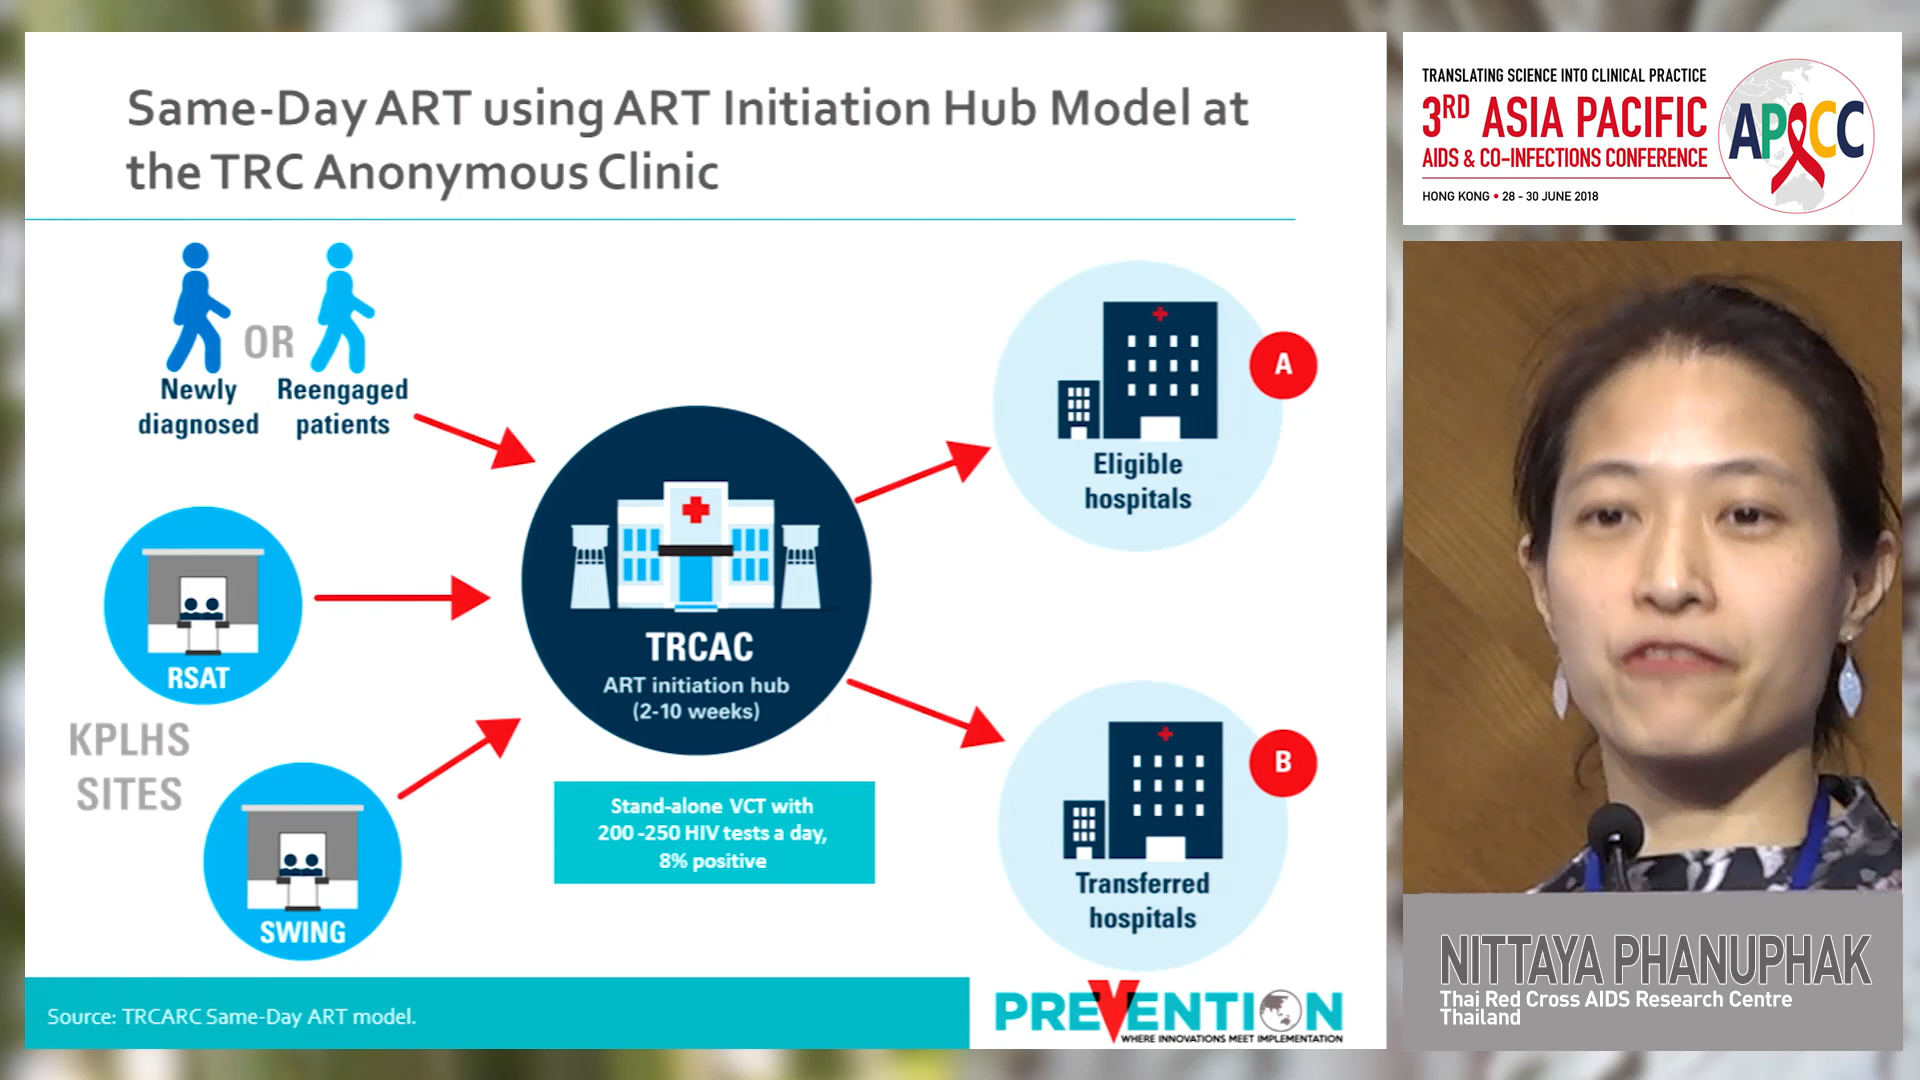 Same-Day ART using ART Initiation Hub Model at
the TRC Anonymous Clinic
OR
Newly
diagnosed
Reengaged
patients
RSAT
KPLHS
SITES
SWING
TRCAC
ART initiation hub
(2-10 weeks)
Stand-alone VCT with
200 -250 HIV tests a day,
8% positive
Eligible
hospitals
A
Transferred
hospitals
B
Source: TRCARC Same-Day ART model.
PREVENTION
WHERE INNOVATIONS MEET IMPLEMENTATION
TRANSLATING SCIENCE INTO CLINICAL PRACTICE
3RD ASIA PACIFIC
AIDS & CO-INFECTIONS CONFERENCE
HONG KONG • 28 - 30 JUNE 2018
APACC
NITTAYA PHANUPHAK
Thai Red Cross AIDS Research Centre
Thailand